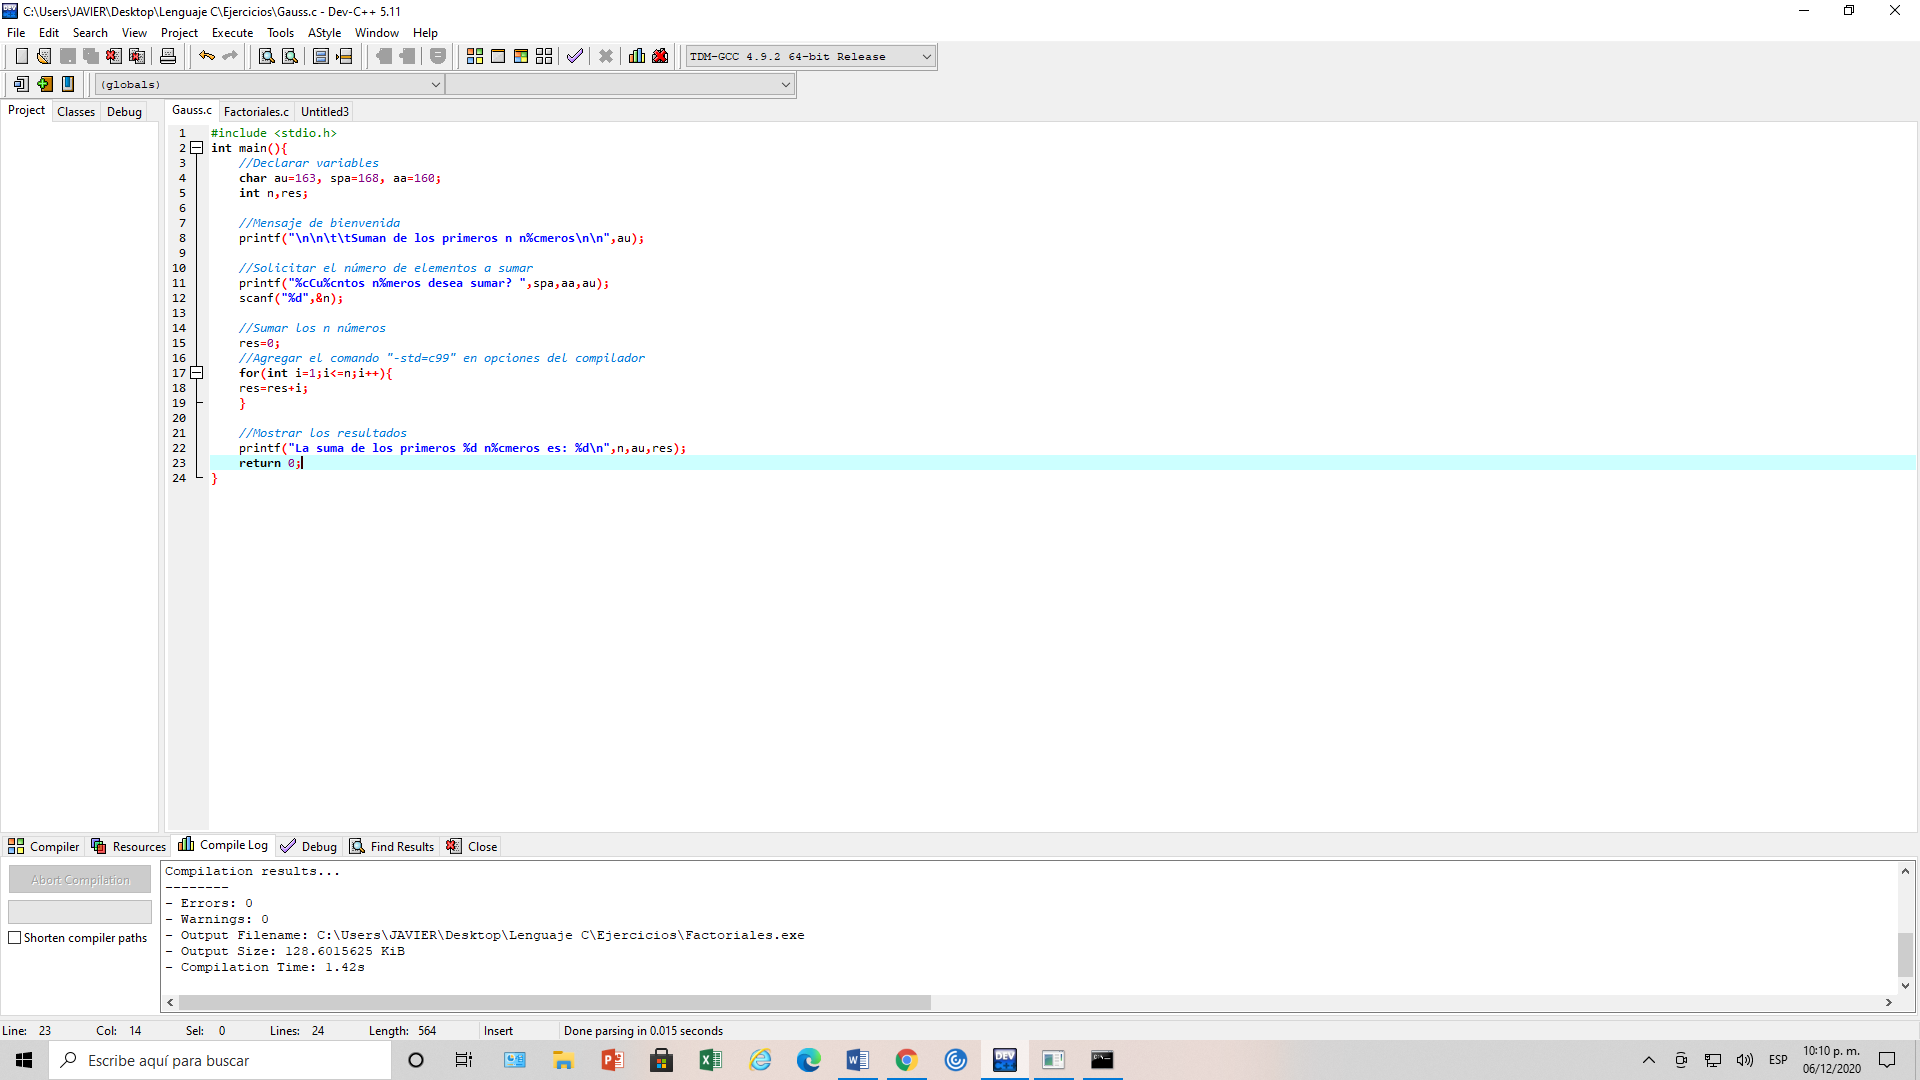 C:\Users\JAVIER\Desktop\Lenguaje C\Ejercicios\Gauss.c - Dev-C++ 5.11
File Edit Search View Project Execute Tools AStyle Window Help
TDM-GCC 4.9.2 64-bit Release
(globals)
Project Classes Debug
Gauss.c Factoriales.c Untitled3
1 #include <stdio.h>
2 int main(){
3 //Declarar variables
4 char au=163, spa=168, aa=160;
5 int n,res;
6
7 //Mensaje de bienvenida
8 printf("\n\n\t\tSuman de los primeros n n%cmeros\n\n",au);
9
10 //Solicitar el número de elementos a sumar
11 printf("%cCu%cntos n%meros desea sumar? ",spa,aa,au);
12 scanf("%d",&n);
13
14 //Sumar los n números
15 res=0;
16 //Agregar el comando "-std=c99" en opciones del compilador
17 for(int i=1;i<=n;i++){
18 res=res+i;
19 }
20
21 //Mostrar los resultados
22 printf("La suma de los primeros %d n%cmeros es: %d\n",n,au,res);
23 return 0;
24 }
Compiler Resources Compile Log Debug Find Results Close
Abort Compilation
Shorten compiler paths
Compilation results...
--------
- Errors: 0
- Warnings: 0
- Output Filename: C:\Users\JAVIER\Desktop\Lenguaje C\Ejercicios\Factoriales.exe
- Output Size: 128.6015625 KiB
- Compilation Time: 1.42s
Line: 23 Col: 14 Sel: 0 Lines: 24 Length: 564 Insert Done parsing in 0.015 seconds
Escribe aquí para buscar
DEV
ESP
10:10 p. m.
06/12/2020